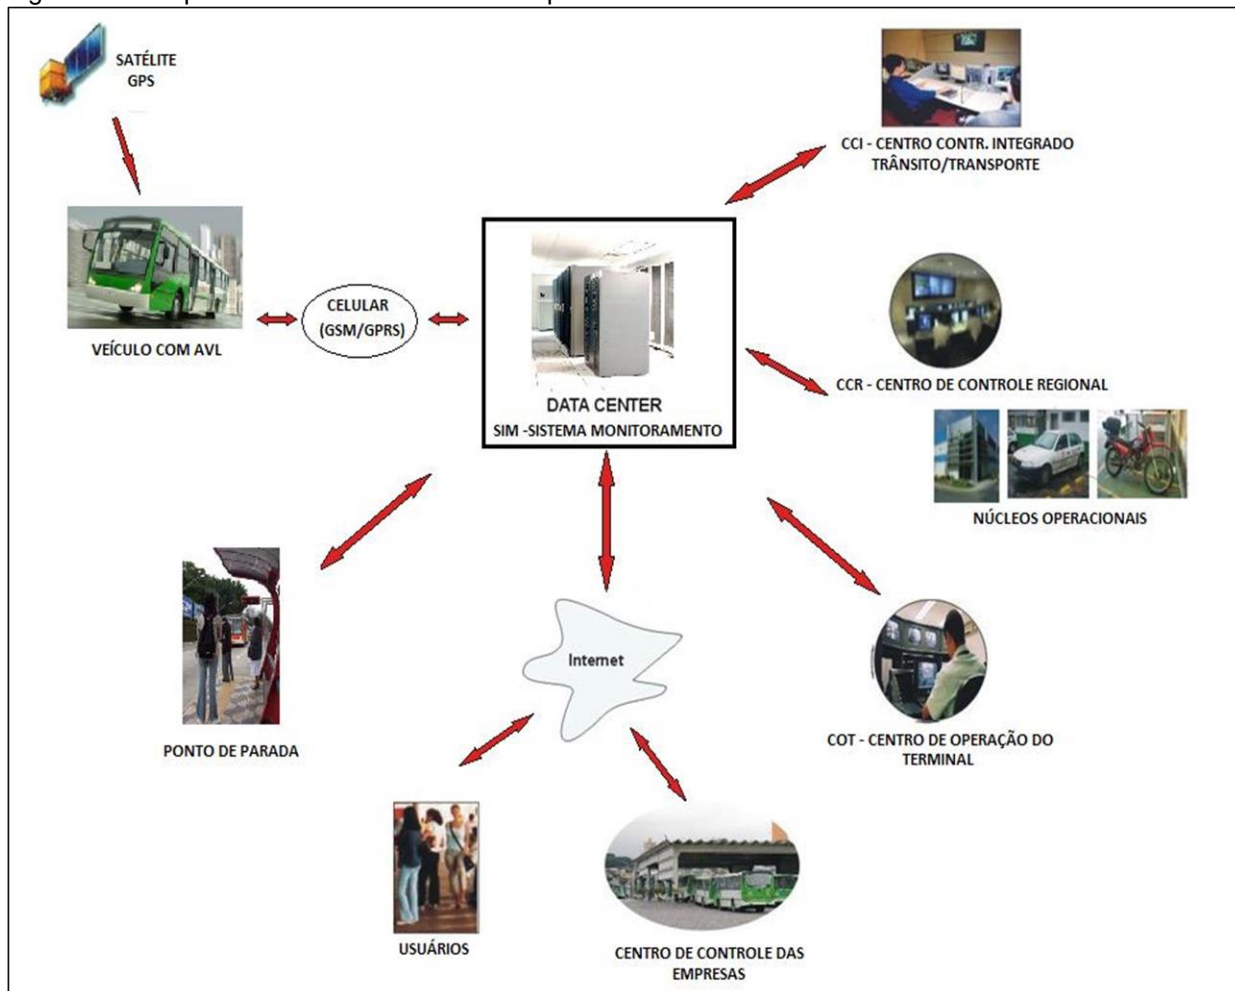 SATÉLITE
GPS
CCI - CENTRO CONTR. INTEGRADO
TRÂNSITO/TRANSPORTE
VEÍCULO COM AVL
CELULAR
(GSM/GPRS)
DATA CENTER
SIM -SISTEMA MONITORAMENTO
CCR - CENTRO DE CONTROLE REGIONAL
NÚCLEOS OPERACIONAIS
PONTO DE PARADA
Internet
COT - CENTRO DE OPERAÇÃO DO
TERMINAL
USUÁRIOS
CENTRO DE CONTROLE DAS
EMPRESAS